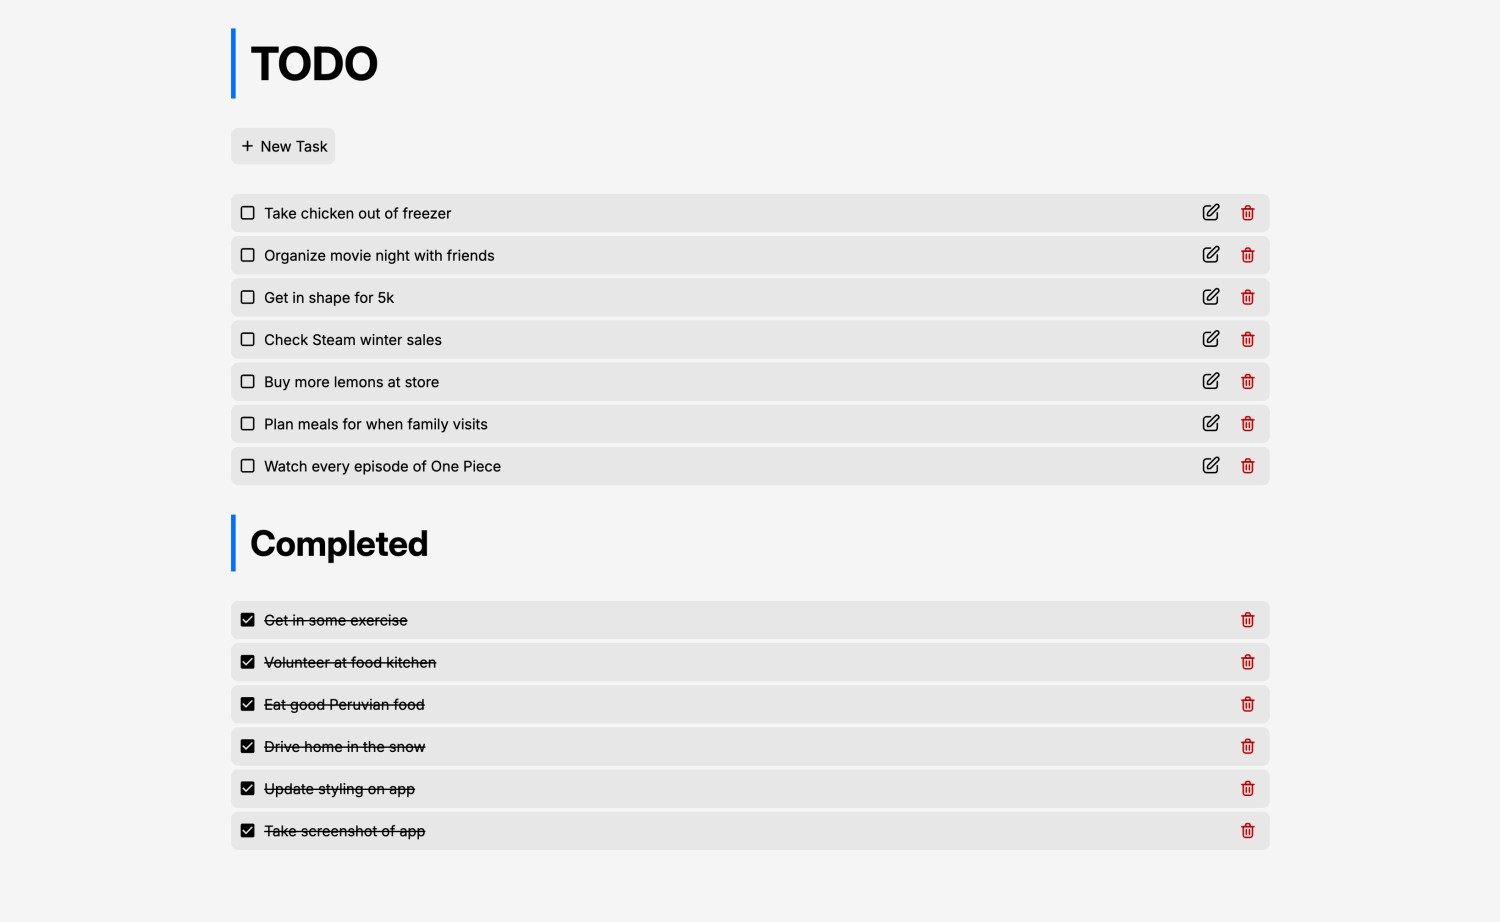 TODO
+ New Task
Take chicken out of freezer
Organize movie night with friends
Get in shape for 5k
Check Steam winter sales
Buy more lemons at store
Plan meals for when family visits
Watch every episode of One Piece
Completed
Get in some exercise
Volunteer at food kitchen
Eat good Peruvian food
Drive home in the snow
Update styling on app
Take screenshot of app